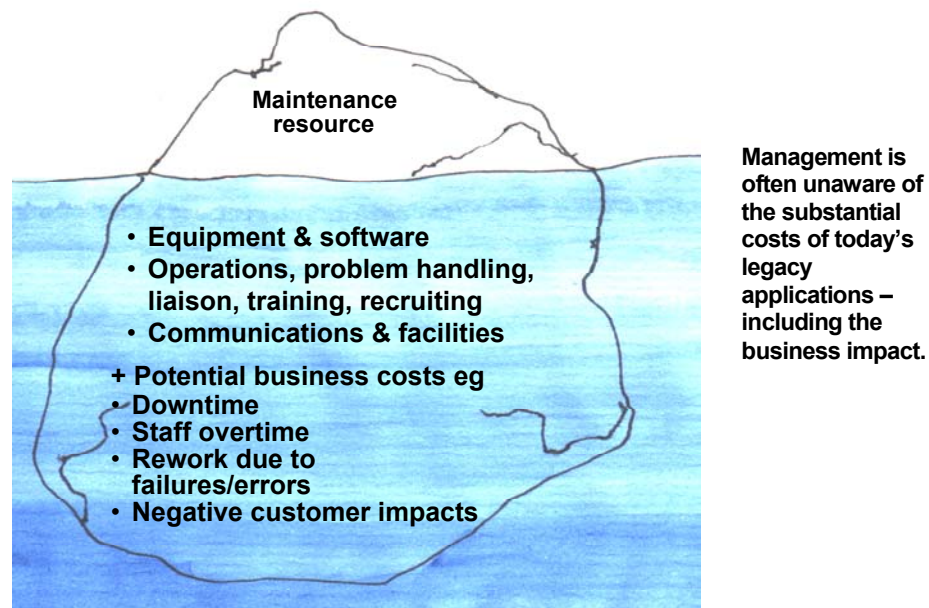 Maintenance
resource
• Equipment & software
• Operations, problem handling,
liaison, training, recruiting
• Communications & facilities
+ Potential business costs eg
• Downtime
• Staff overtime
• Rework due to
failures/errors
• Negative customer impacts
Management is
often unaware of
the substantial
costs of today’s
legacy
applications –
including the
business impact.